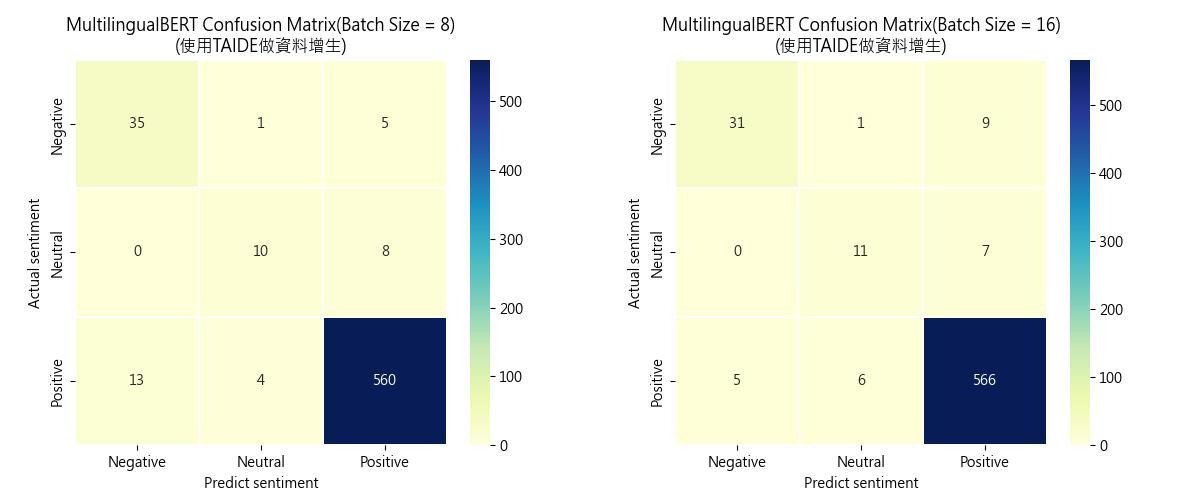 MultilingualBERT Confusion Matrix(Batch Size = 8)
(使用TAIDE做資料增生)
Actual sentiment
Negative
35 1 5
Neutral
0 10 8
Positive
13 4 560
Negative Neutral Positive
Predict sentiment
500
400
300
200
100
0
MultilingualBERT Confusion Matrix(Batch Size = 16)
(使用TAIDE做資料增生)
Actual sentiment
Negative
31 1 9
Neutral
0 11 7
Positive
5 6 566
Negative Neutral Positive
Predict sentiment
500
400
300
200
100
0